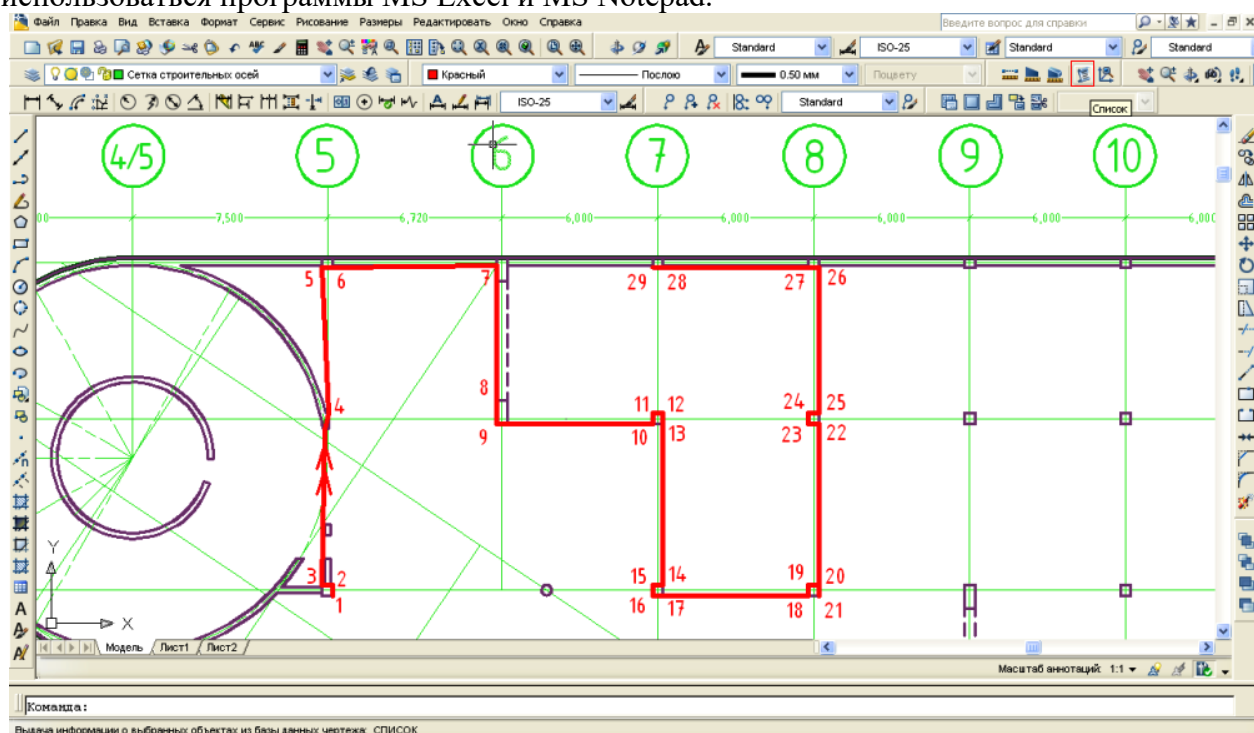 использоваться программы MS Excel и MS Notepad.
Файл Правка Вид Вставка Формат Сервис Рисование Размеры Редактировать Окно Справка
Введите вопрос для справки
Standard ISO-25 Standard Standard
Сетка строительных осей Красный Послою 0.50 мм Поцвету
ISO-25 Standard
Список
4/5 5 6 7 8 9 10
00 7,500 6,720 6,000 6,000 6,000 6,000 6,000
5 6 7 29 28 27 26
8
4 11 12 24 25
9 10 13 23 22
3 2 15 14 19 20
1 16 17 18 21
Y
X
Модель Лист1 Лист2
Масштаб аннотаций: 1:1
Команда:
Выдача информации о выбранных объектах из базы данных чертежа: СПИСОК